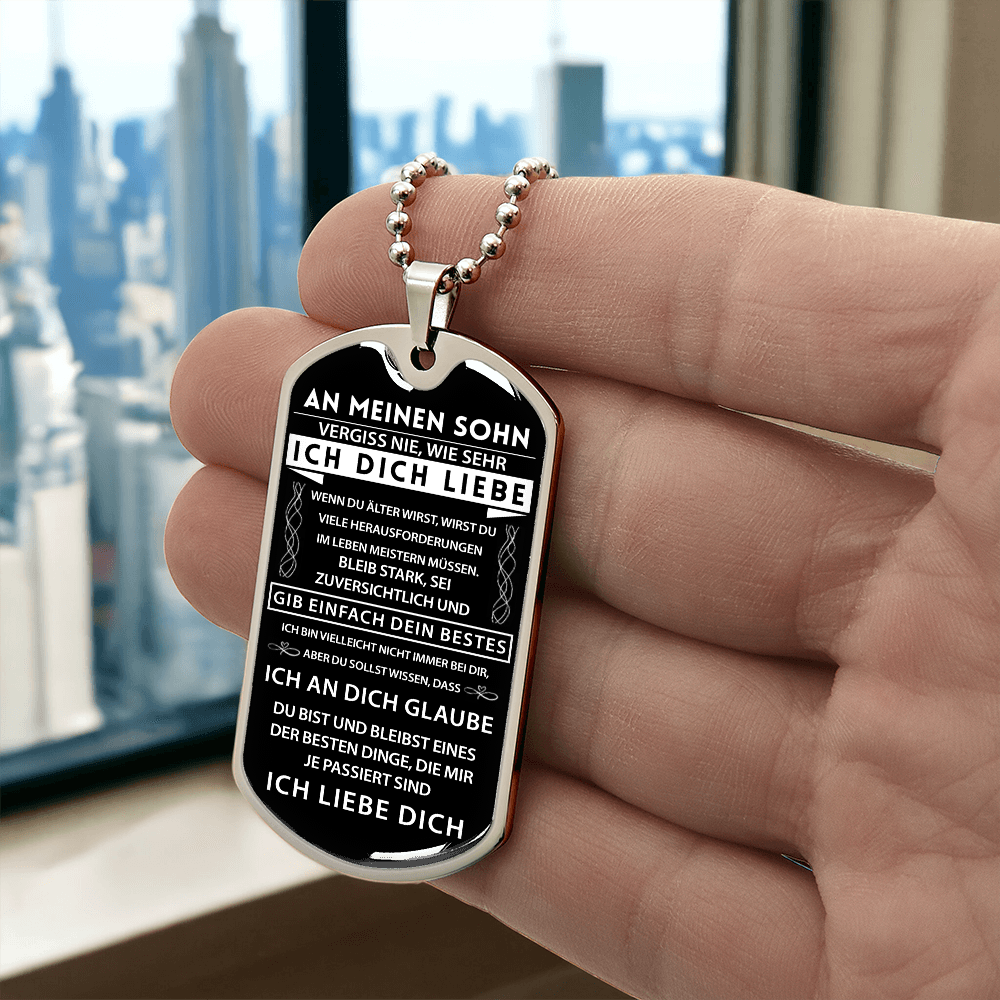 AN MEINEN SOHN
VERGISS NIE, WIE SEHR
ICH DICH LIEBE
WENN DU ÄLTER WIRST, WIRST DU
VIELE HERAUSFORDERUNGEN
IM LEBEN MEISTERN MÜSSEN.
BLEIB STARK, SEI
ZUVERSICHTLICH UND
GIB EINFACH DEIN BESTES
ICH BIN VIELLEICHT NICHT IMMER BEI DIR,
ABER DU SOLLST WISSEN, DASS
ICH AN DICH GLAUBE
DU BIST UND BLEIBST EINES
DER BESTEN DINGE, DIE MIR
JE PASSIERT SIND
ICH LIEBE DICH